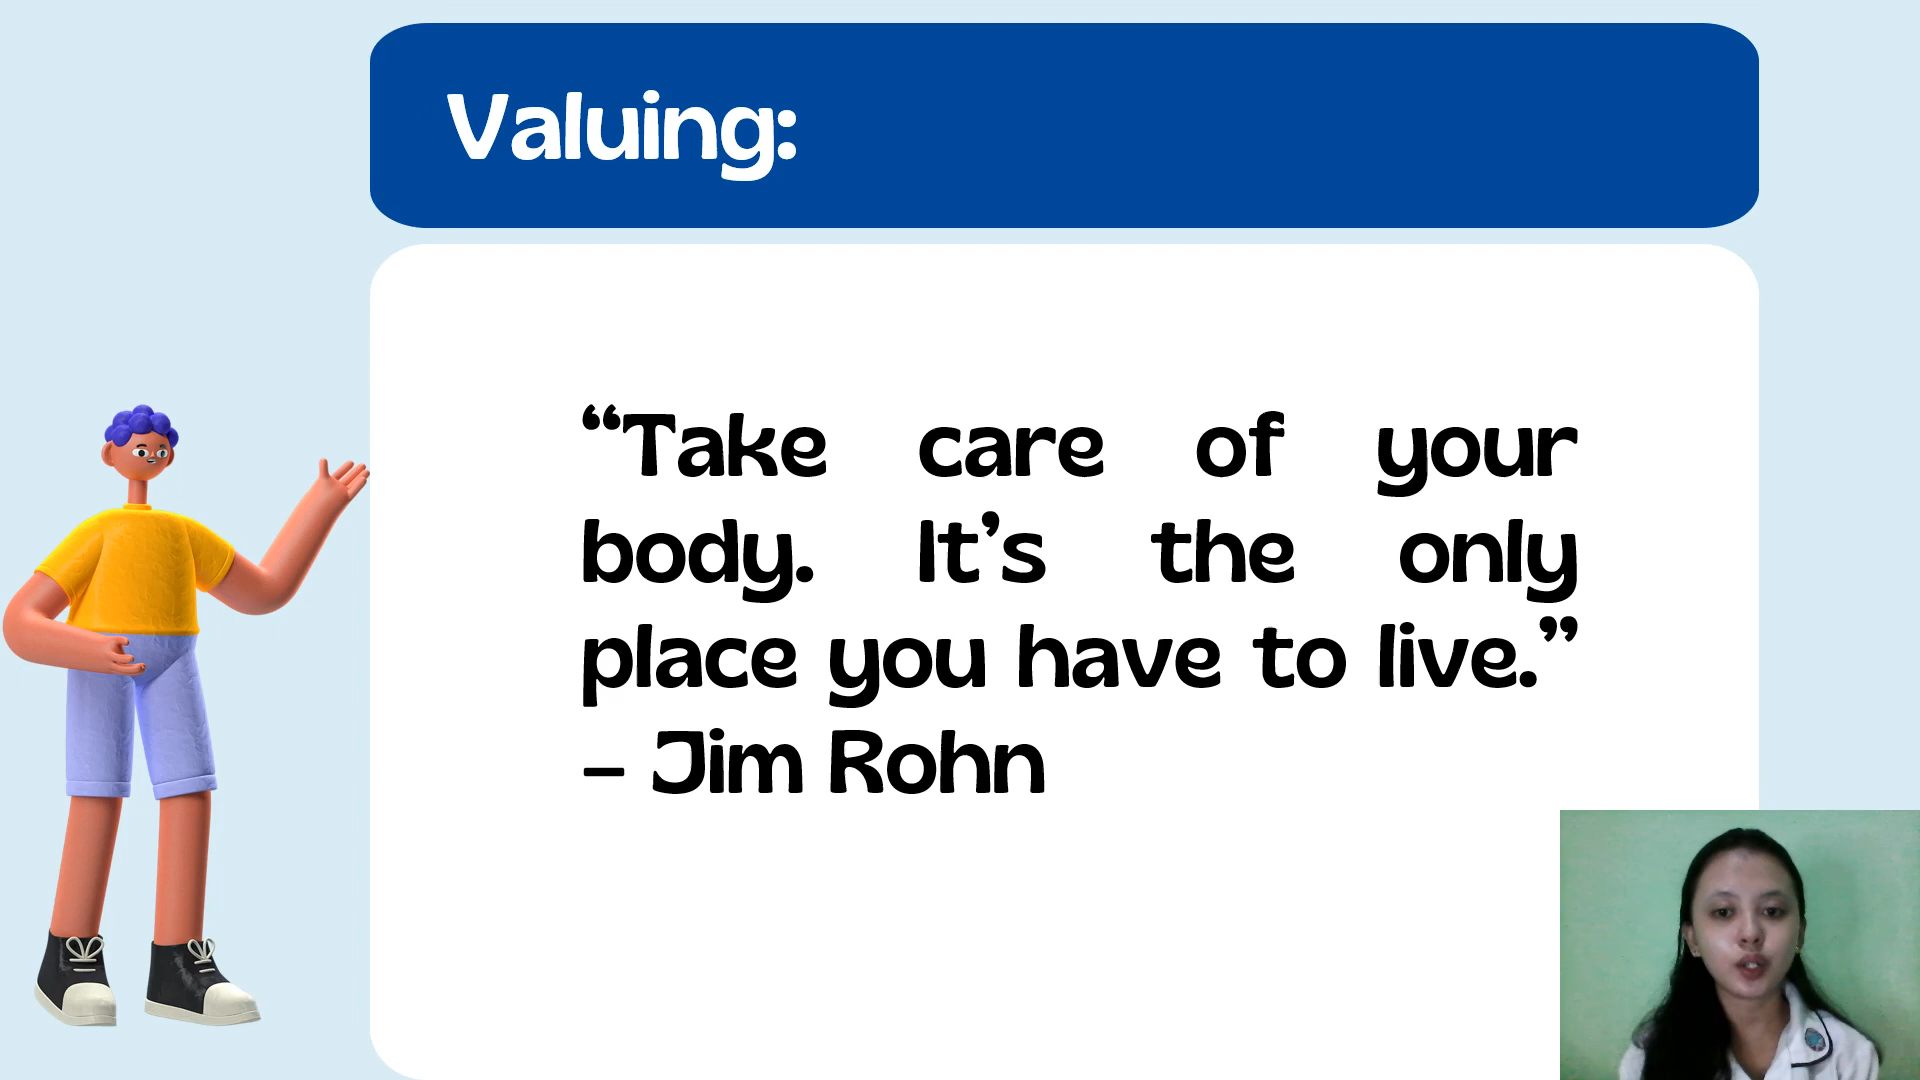 Valuing:
“Take care of your
body. It’s the only
place you have to live.”
– Jim Rohn